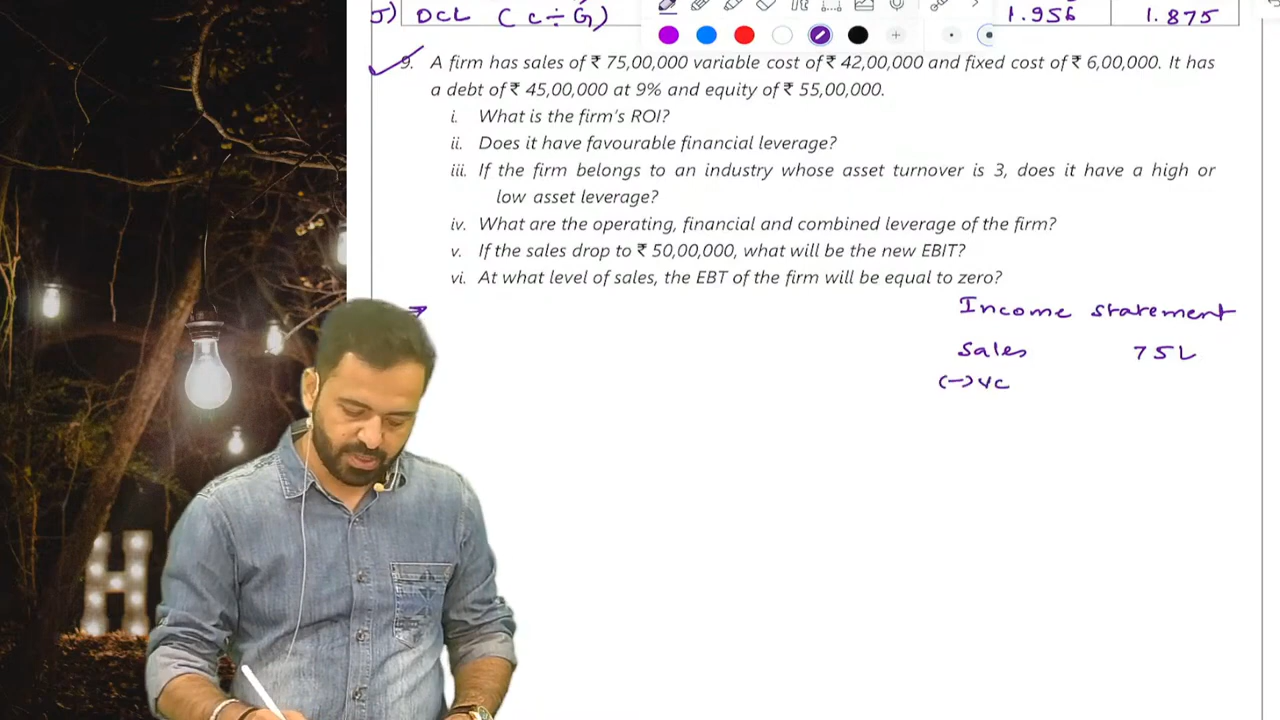 5) DCL (C÷G) 1.956 1.875
9. A firm has sales of ₹ 75,00,000 variable cost of ₹ 42,00,000 and fixed cost of ₹ 6,00,000. It has
a debt of ₹ 45,00,000 at 9% and equity of ₹ 55,00,000.
i. What is the firm's ROI?
ii. Does it have favourable financial leverage?
iii. If the firm belongs to an industry whose asset turnover is 3, does it have a high or
low asset leverage?
iv. What are the operating, financial and combined leverage of the firm?
v. If the sales drop to ₹ 50,00,000, what will be the new EBIT?
vi. At what level of sales, the EBT of the firm will be equal to zero?
Income statement
Sales 75L
(-) VC
H